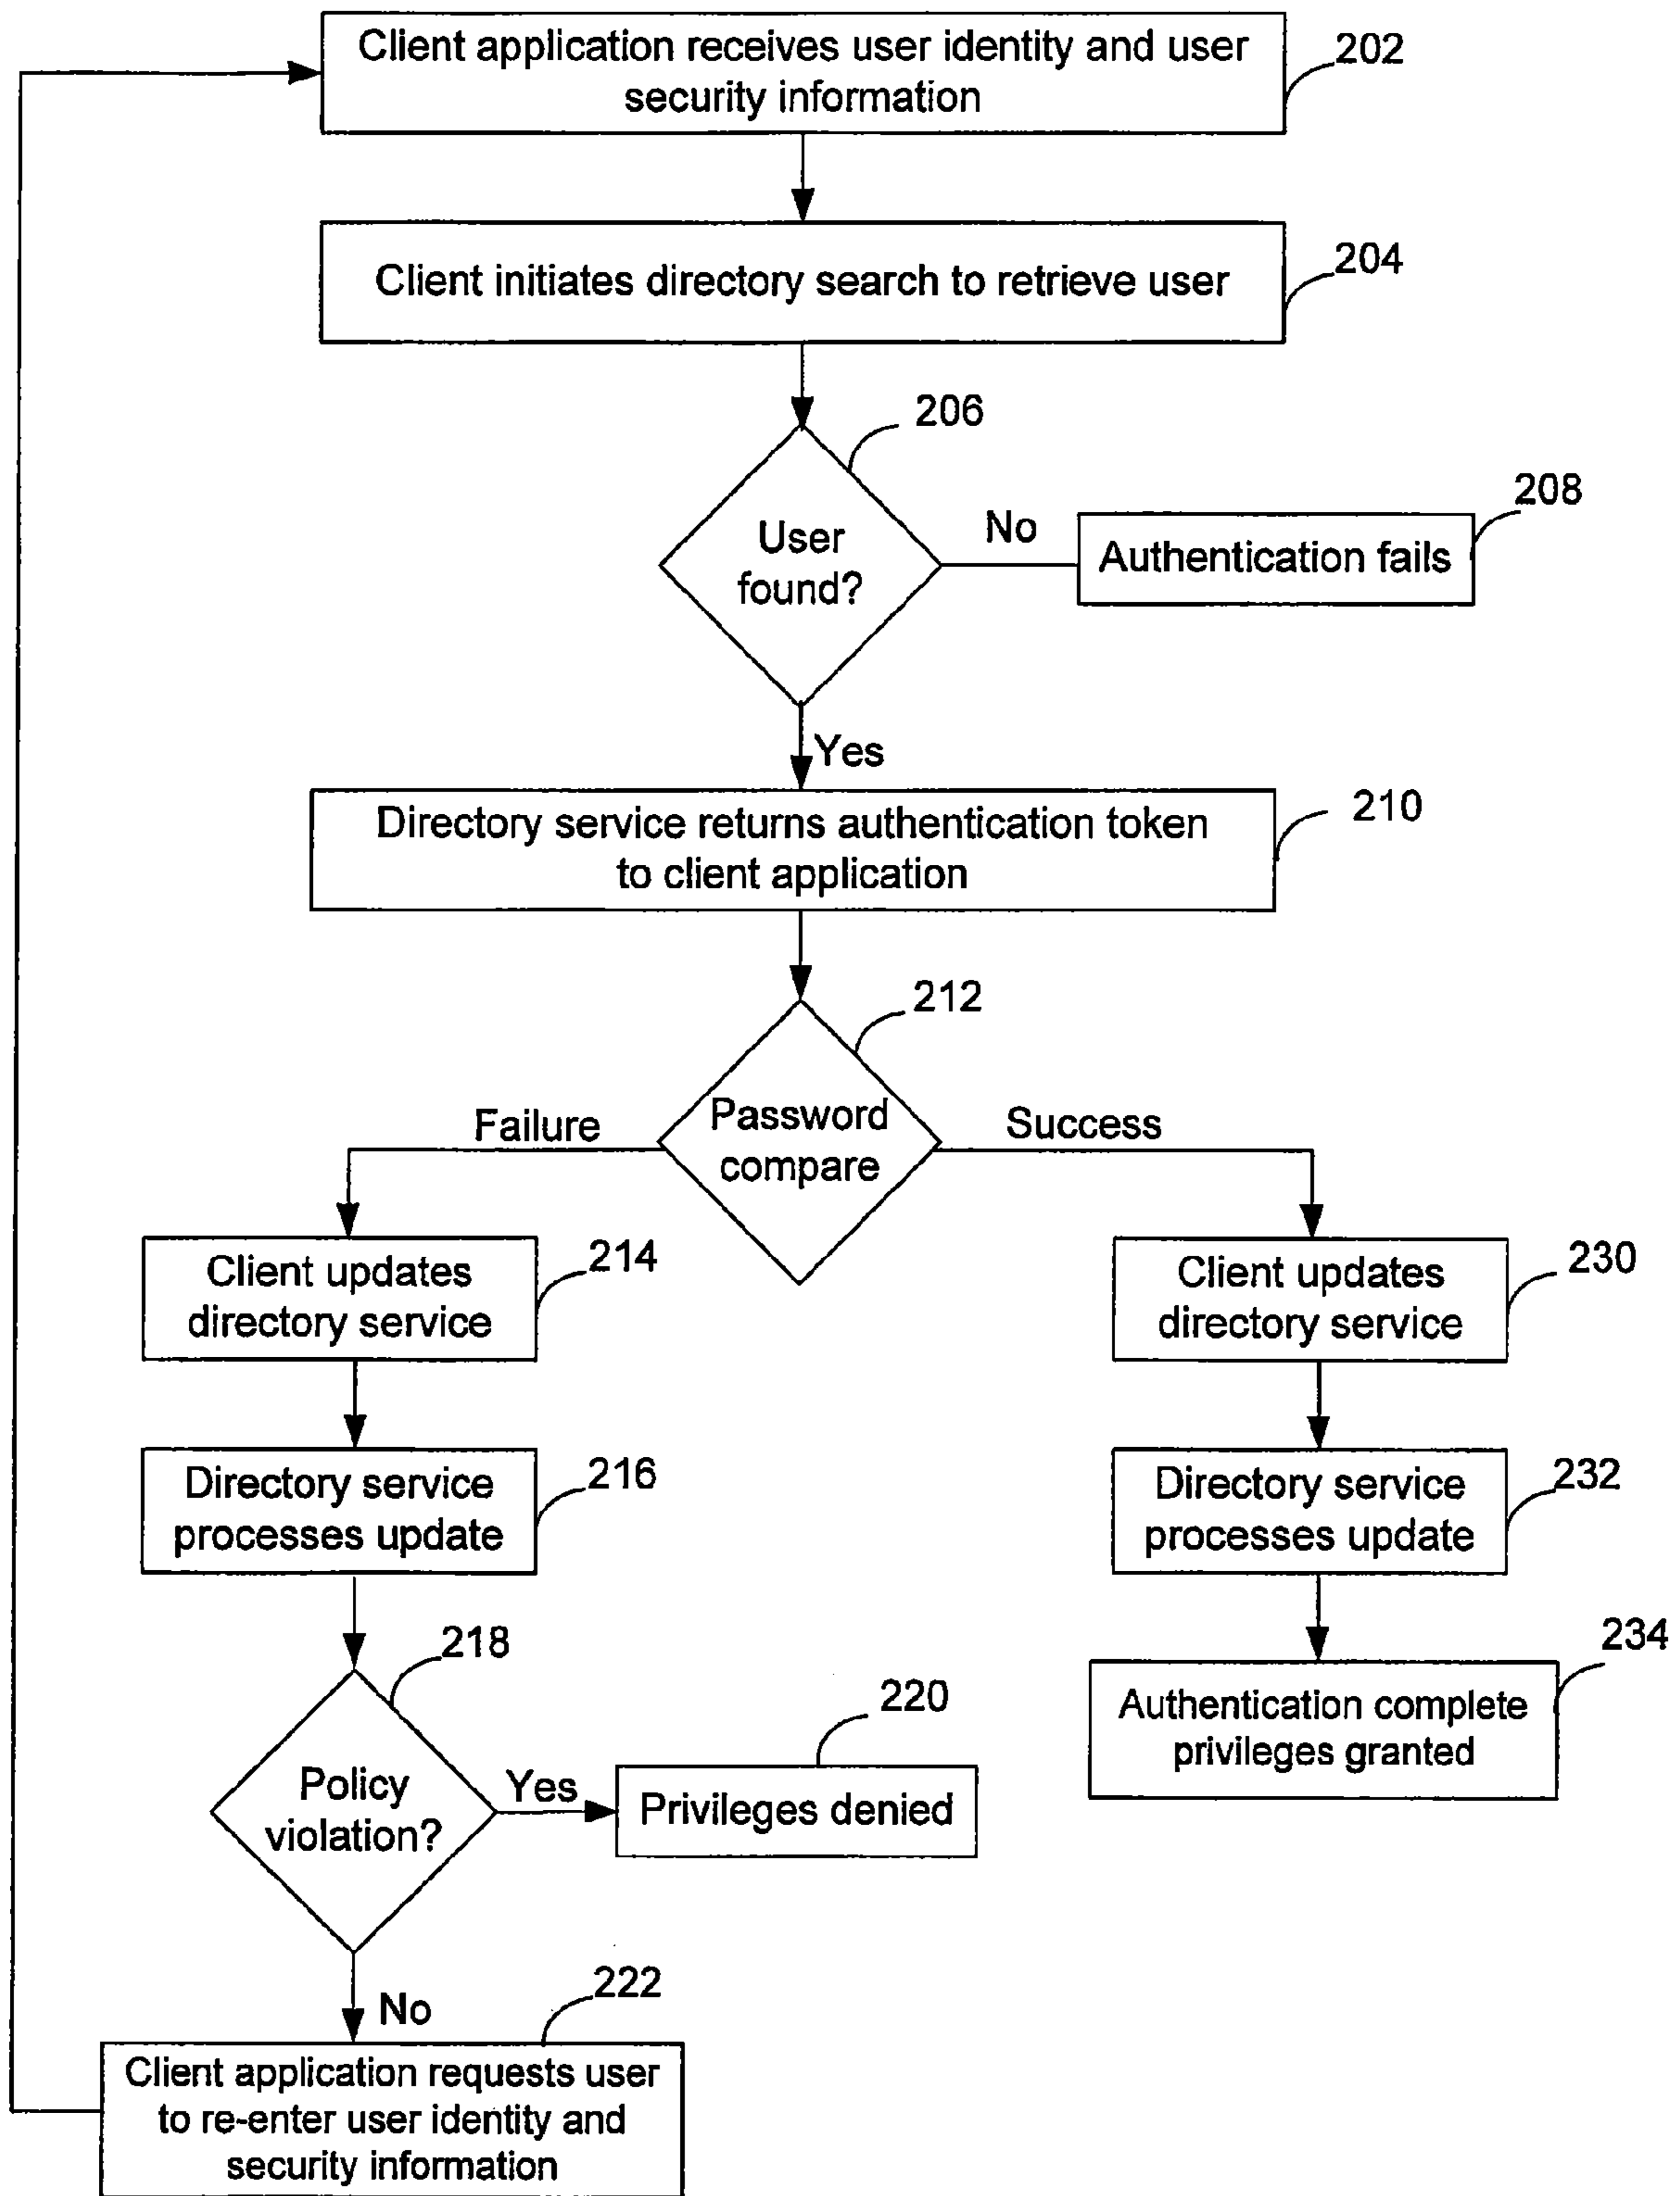 Client application receives user identity and user
security information
202
Client initiates directory search to retrieve user
204
206
User
found?
No
208
Authentication fails
Yes
Directory service returns authentication token
to client application
210
212
Password
compare
Failure
Success
Client updates
directory service
214
Client updates
directory service
230
Directory service
processes update
216
Directory service
processes update
232
218
Policy
violation?
Yes
220
Privileges denied
234
Authentication complete
privileges granted
No
222
Client application requests user
to re-enter user identity and
security information